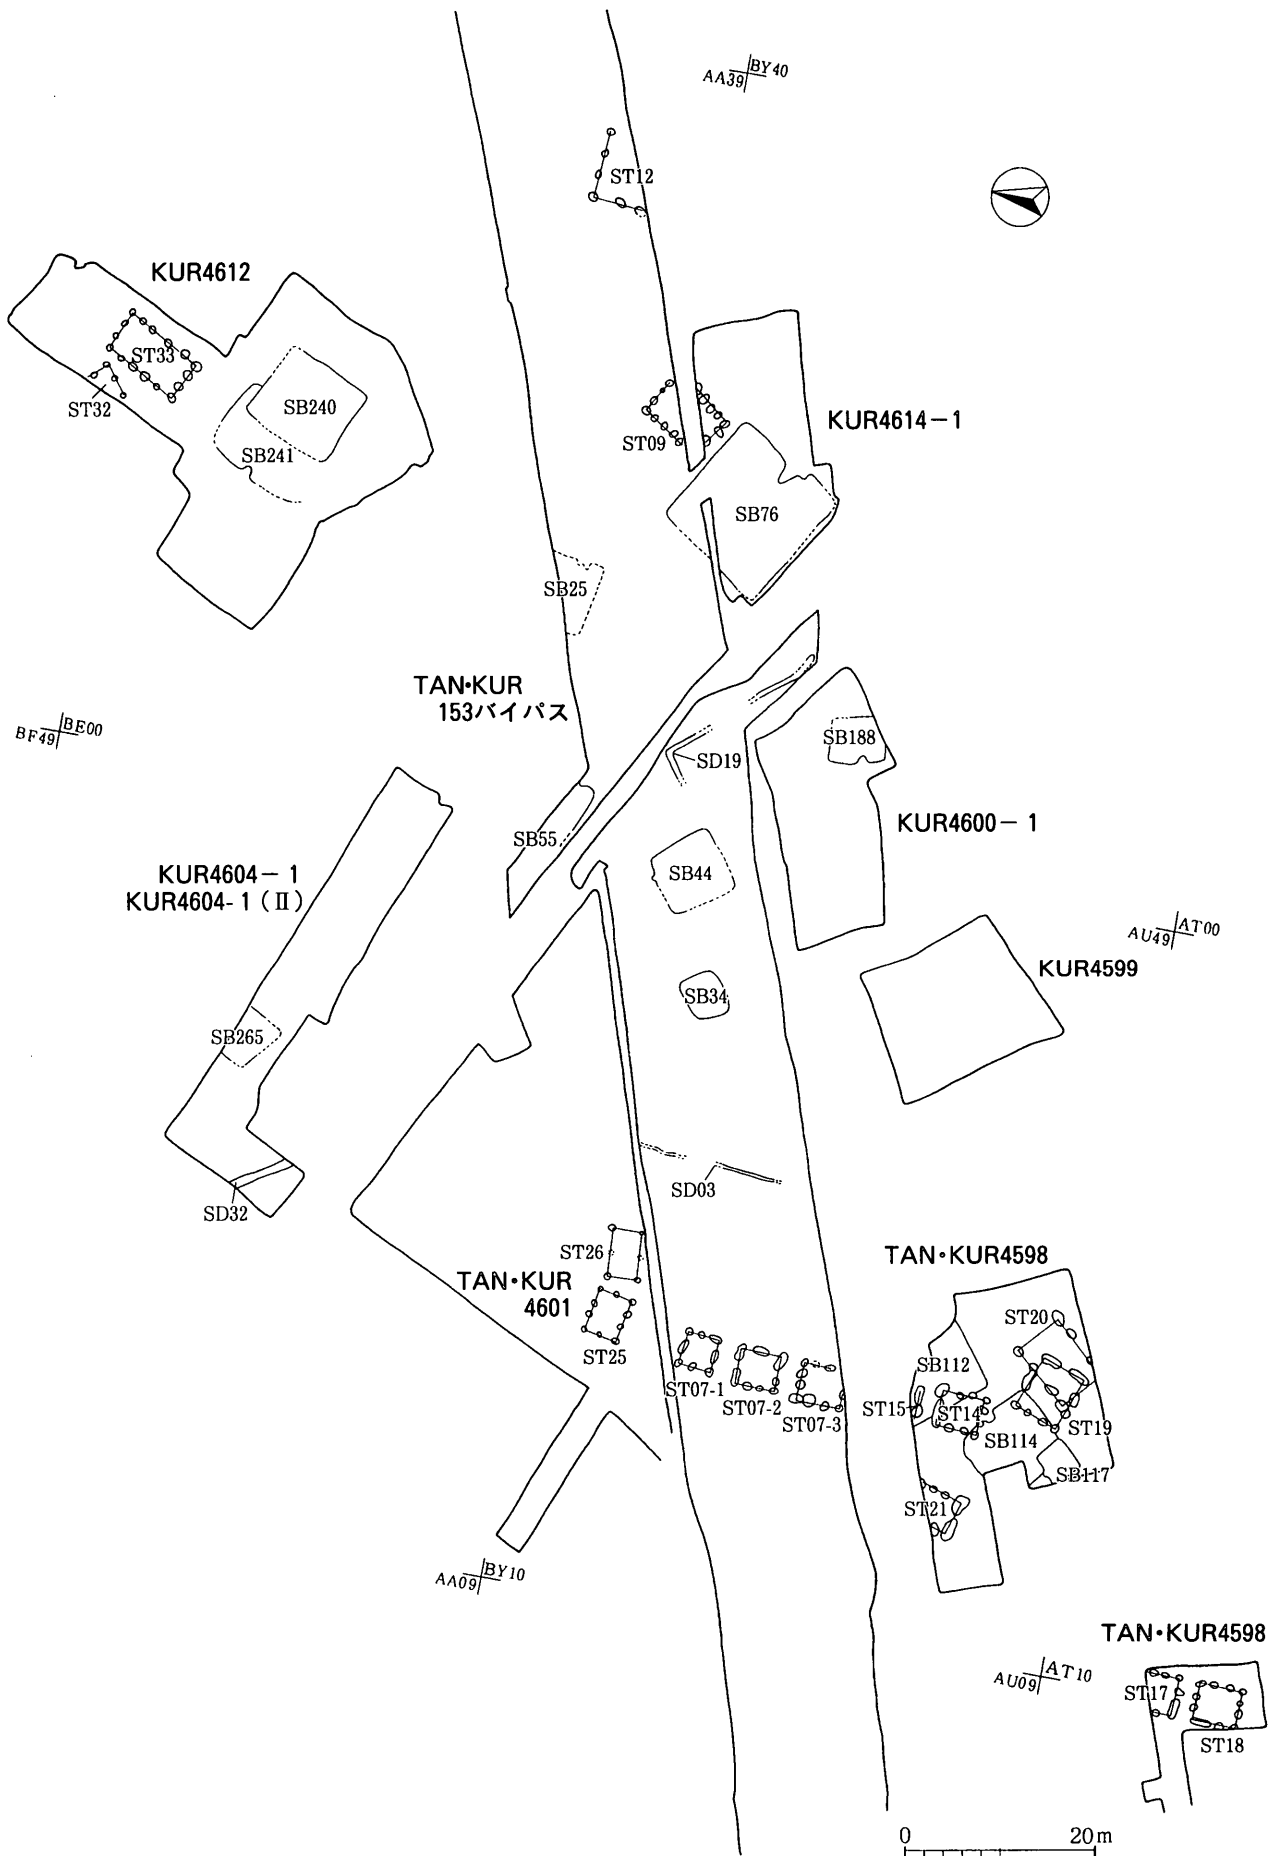 AA39 BY40
ST12
KUR4612
ST33
ST32
SB240
SB241
ST09
KUR4614-1
SB76
SB25
TAN・KUR
153バイパス
BF49 BE00
SB188
SD19
SB55
KUR4600-1
SB44
KUR4604-1
KUR4604-1(Ⅱ)
AU49 AT00
KUR4599
SB34
SB265
SD03
SD32
ST26
TAN・KUR
4601
ST25
TAN・KUR4598
ST20
SB112
ST07-1
ST07-2
ST07-3
ST15
ST14
SB114
ST19
SB117
ST21
AA09 BY10
TAN・KUR4598
AU09 AT10
ST17
ST18
0 20m